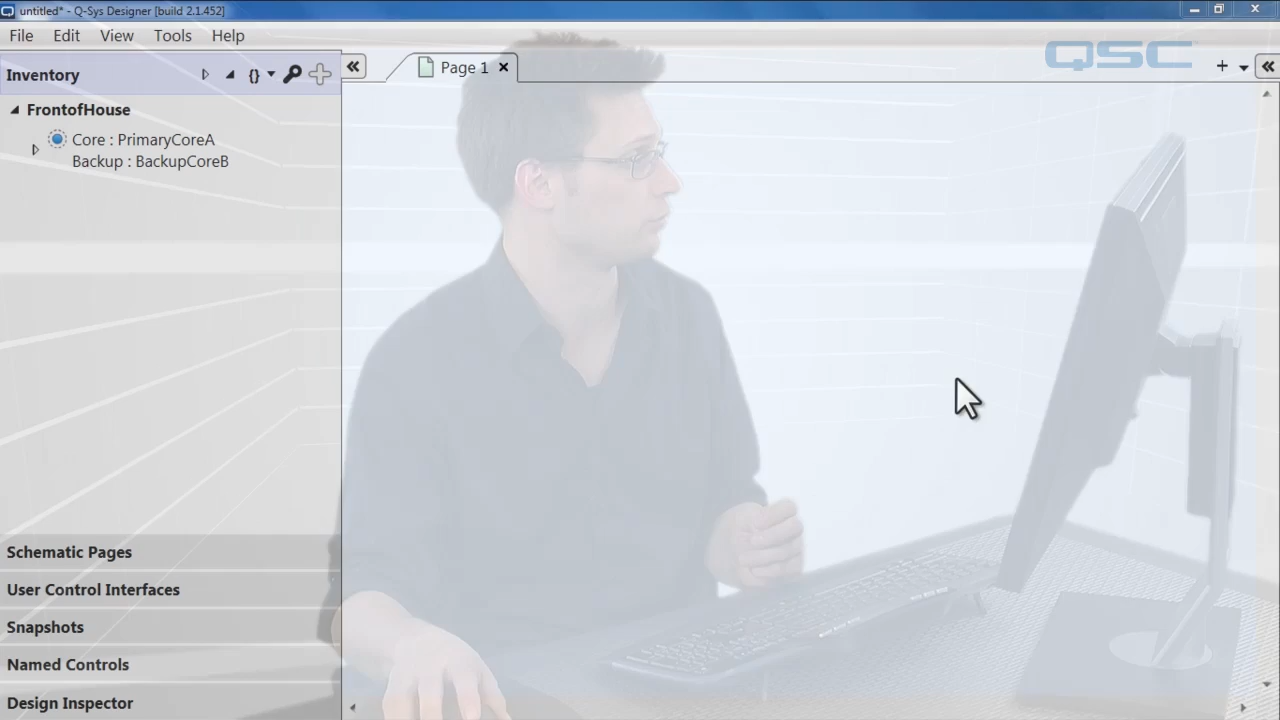 untitled* - Q-Sys Designer [build 2.1.452]
File Edit View Tools Help
QSC
Inventory
{}
Page 1
FrontofHouse
Core : PrimaryCoreA
Backup : BackupCoreB
Schematic Pages
User Control Interfaces
Snapshots
Named Controls
Design Inspector